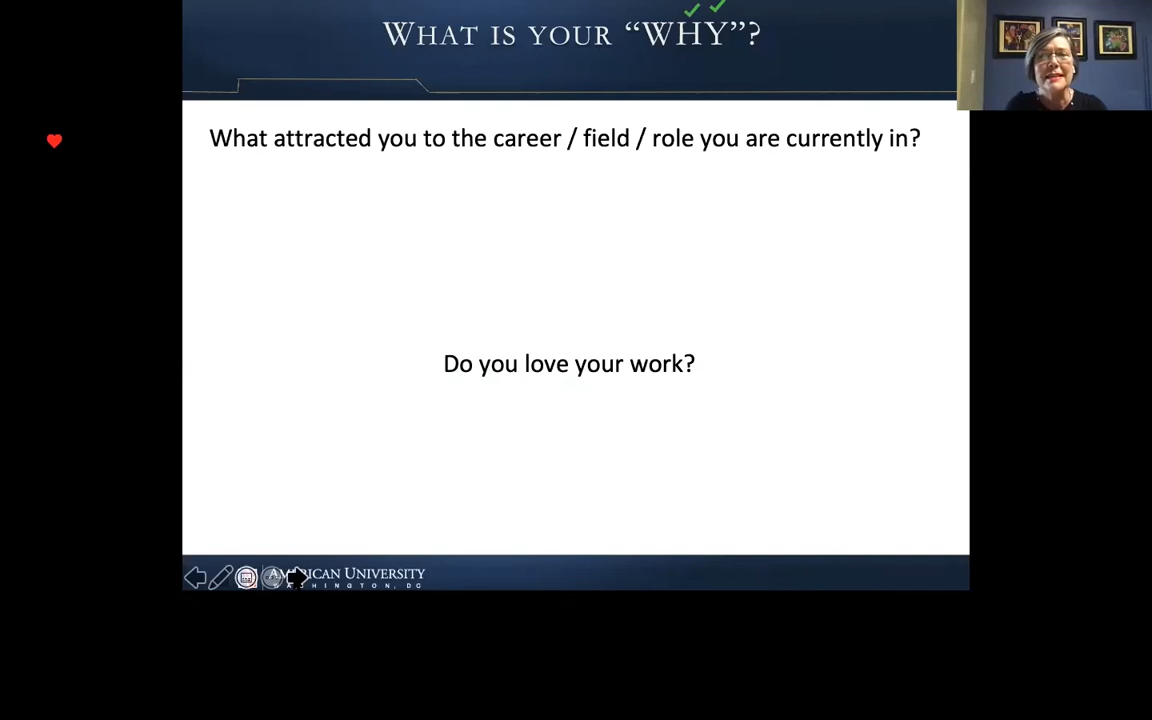 WHAT IS YOUR “WHY”?
What attracted you to the career / field / role you are currently in?
Do you love your work?
AMERICAN UNIVERSITY
WASHINGTON, DC